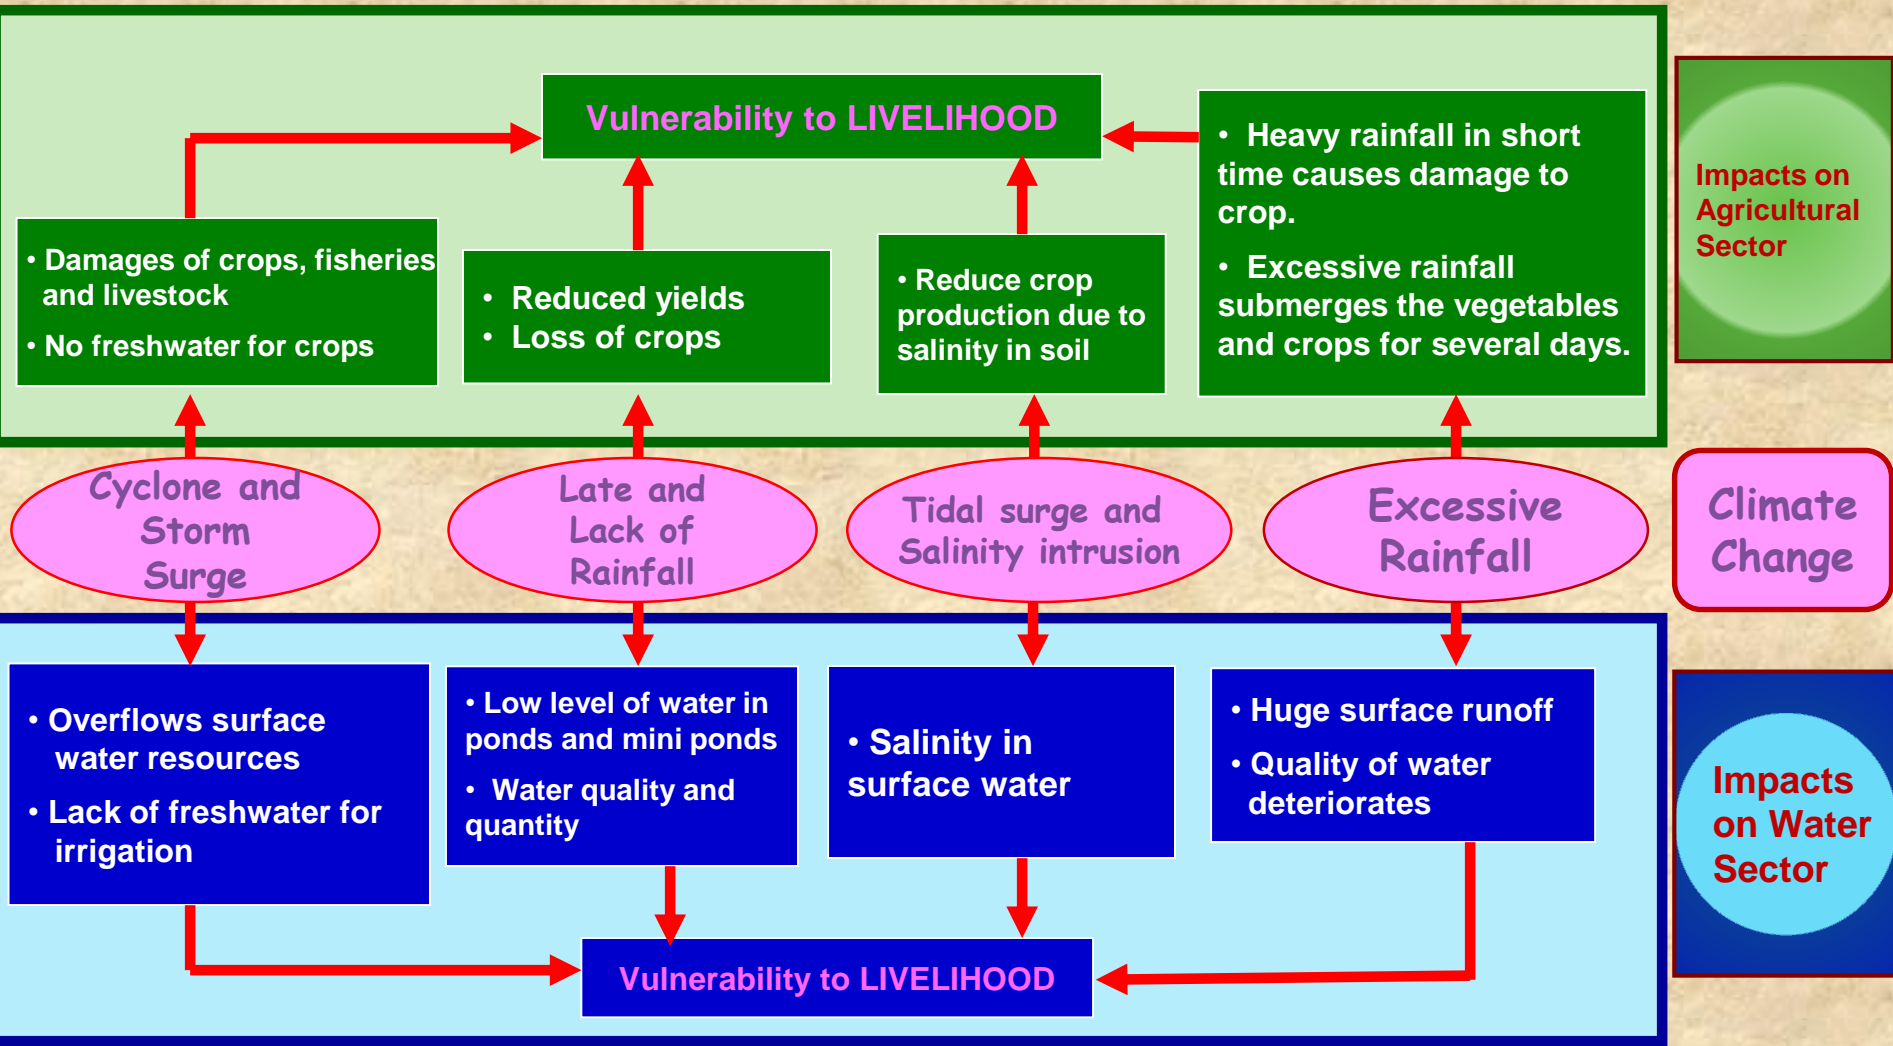 Vulnerability to LIVELIHOOD
• Damages of crops, fisheries
and livestock
• No freshwater for crops
• Reduced yields
• Loss of crops
• Reduce crop
production due to
salinity in soil
• Heavy rainfall in short
time causes damage to
crop.
• Excessive rainfall
submerges the vegetables
and crops for several days.
Impacts on
Agricultural
Sector
Cyclone and
Storm
Surge
Late and
Lack of
Rainfall
Tidal surge and
Salinity intrusion
Excessive
Rainfall
Climate
Change
• Overflows surface
water resources
• Lack of freshwater for
irrigation
• Low level of water in
ponds and mini ponds
• Water quality and
quantity
• Salinity in
surface water
• Huge surface runoff
• Quality of water
deteriorates
Impacts
on Water
Sector
Vulnerability to LIVELIHOOD